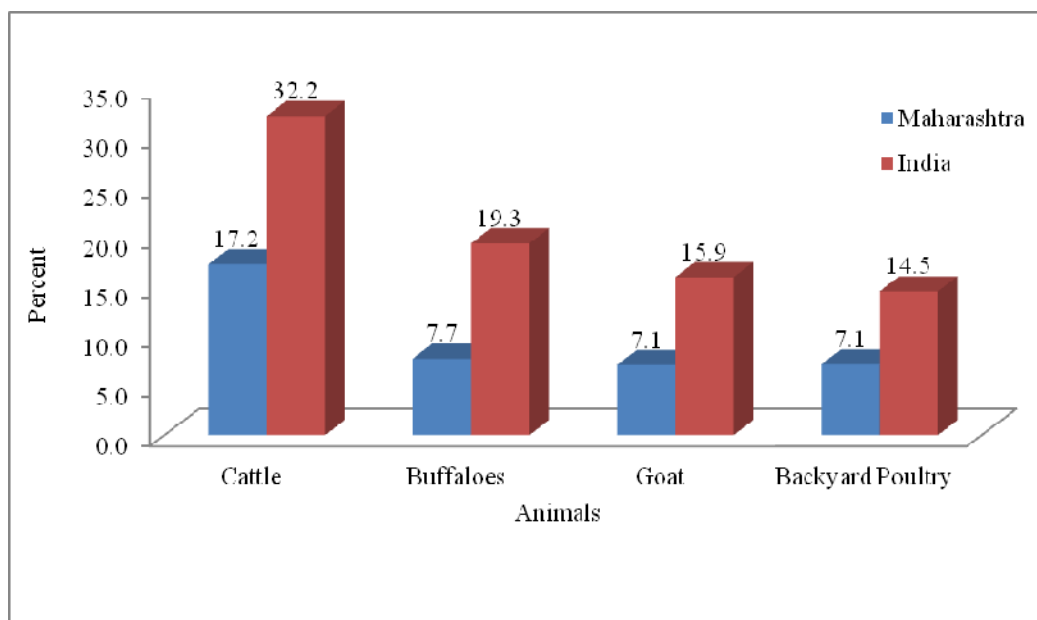 35.0
30.0
25.0
20.0
15.0
10.0
5.0
0.0
Percent
17.2
32.2
7.7
19.3
7.1
15.9
7.1
14.5
Maharashtra
India
Cattle
Buffaloes
Goat
Backyard Poultry
Animals